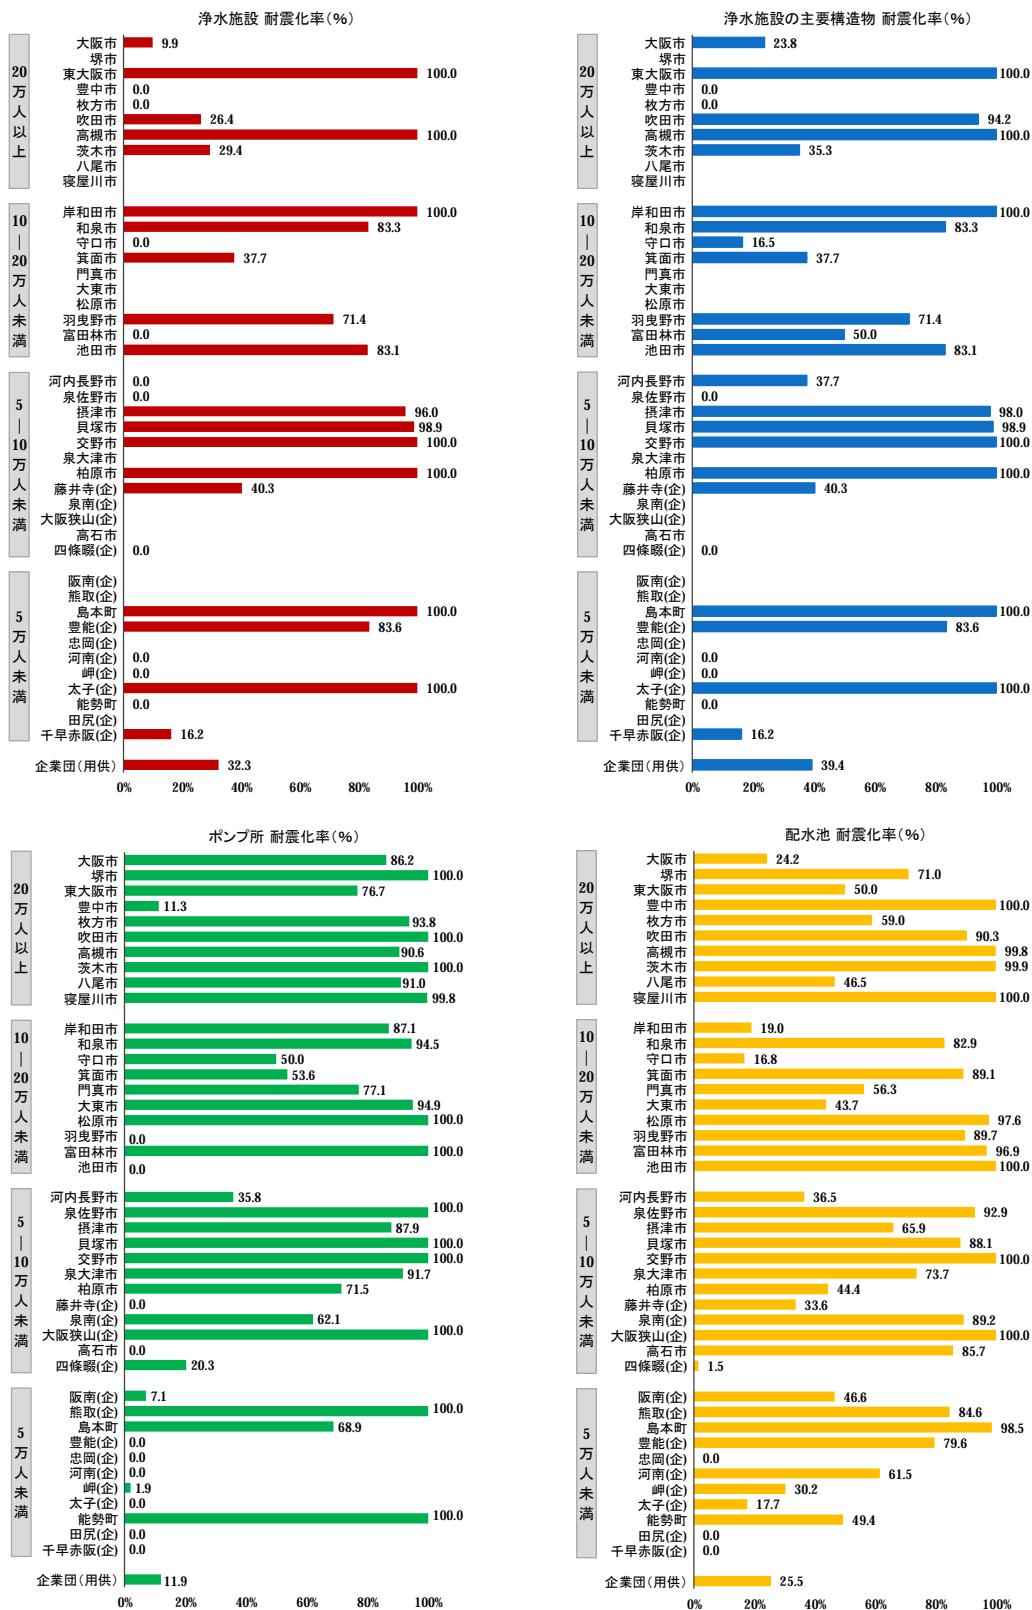 浄水施設 耐震化率(%)
20万人以上
大阪市 9.9
堺市
東大阪市 100.0
豊中市 0.0
枚方市 0.0
吹田市 26.4
高槻市 100.0
茨木市 29.4
八尾市
寝屋川市
10―20万人未満
岸和田市 100.0
和泉市 83.3
守口市 0.0
箕面市 37.7
門真市
大東市
松原市
羽曳野市 71.4
富田林市 0.0
池田市 83.1
5―10万人未満
河内長野市 0.0
泉佐野市 0.0
摂津市 96.0
貝塚市 98.9
交野市 100.0
泉大津市
柏原市 100.0
藤井寺(企) 40.3
泉南(企)
大阪狭山(企)
高石市
四條畷(企) 0.0
5万人未満
阪南(企)
熊取(企)
島本町 100.0
豊能(企) 83.6
忠岡(企)
河南(企) 0.0
岬(企) 0.0
太子(企) 100.0
能勢町 0.0
田尻(企)
千早赤阪(企) 16.2
企業団(用供) 32.3
0% 20% 40% 60% 80% 100%
浄水施設の主要構造物 耐震化率(%)
20万人以上
大阪市 23.8
堺市
東大阪市 100.0
豊中市 0.0
枚方市 0.0
吹田市 94.2
高槻市 100.0
茨木市 35.3
八尾市
寝屋川市
10―20万人未満
岸和田市 100.0
和泉市 83.3
守口市 16.5
箕面市 37.7
門真市
大東市
松原市
羽曳野市 71.4
富田林市 50.0
池田市 83.1
5―10万人未満
河内長野市 37.7
泉佐野市 0.0
摂津市 98.0
貝塚市 98.9
交野市 100.0
泉大津市
柏原市 100.0
藤井寺(企) 40.3
泉南(企)
大阪狭山(企)
高石市
四條畷(企) 0.0
5万人未満
阪南(企)
熊取(企)
島本町 100.0
豊能(企) 83.6
忠岡(企)
河南(企) 0.0
岬(企) 0.0
太子(企) 100.0
能勢町 0.0
田尻(企)
千早赤阪(企) 16.2
企業団(用供) 39.4
0% 20% 40% 60% 80% 100%
ポンプ所 耐震化率(%)
20万人以上
大阪市 86.2
堺市 100.0
東大阪市 76.7
豊中市 11.3
枚方市 93.8
吹田市 100.0
高槻市 90.6
茨木市 100.0
八尾市 91.0
寝屋川市 99.8
10―20万人未満
岸和田市 87.1
和泉市 94.5
守口市 50.0
箕面市 53.6
門真市 77.1
大東市 94.9
松原市 100.0
羽曳野市 0.0
富田林市 100.0
池田市 0.0
5―10万人未満
河内長野市 35.8
泉佐野市 100.0
摂津市 87.9
貝塚市 100.0
交野市 100.0
泉大津市 91.7
柏原市 71.5
藤井寺(企) 0.0
泉南(企) 62.1
大阪狭山(企) 100.0
高石市 0.0
四條畷(企) 20.3
5万人未満
阪南(企) 7.1
熊取(企) 100.0
島本町 68.9
豊能(企) 0.0
忠岡(企) 0.0
河南(企) 0.0
岬(企) 1.9
太子(企) 0.0
能勢町 100.0
田尻(企) 0.0
千早赤阪(企) 0.0
企業団(用供) 11.9
0% 20% 40% 60% 80% 100%
配水池 耐震化率(%)
20万人以上
大阪市 24.2
堺市 71.0
東大阪市 50.0
豊中市 100.0
枚方市 59.0
吹田市 90.3
高槻市 99.8
茨木市 99.9
八尾市 46.5
寝屋川市 100.0
10―20万人未満
岸和田市 19.0
和泉市 82.9
守口市 16.8
箕面市 89.1
門真市 56.3
大東市 43.7
松原市 97.6
羽曳野市 89.7
富田林市 96.9
池田市 100.0
5―10万人未満
河内長野市 36.5
泉佐野市 92.9
摂津市 65.9
貝塚市 88.1
交野市 100.0
泉大津市 73.7
柏原市 44.4
藤井寺(企) 33.6
泉南(企) 89.2
大阪狭山(企) 100.0
高石市 85.7
四條畷(企) 1.5
5万人未満
阪南(企) 46.6
熊取(企) 84.6
島本町 98.5
豊能(企) 79.6
忠岡(企) 0.0
河南(企) 61.5
岬(企) 30.2
太子(企) 17.7
能勢町 49.4
田尻(企) 0.0
千早赤阪(企) 0.0
企業団(用供) 25.5
0% 20% 40% 60% 80% 100%